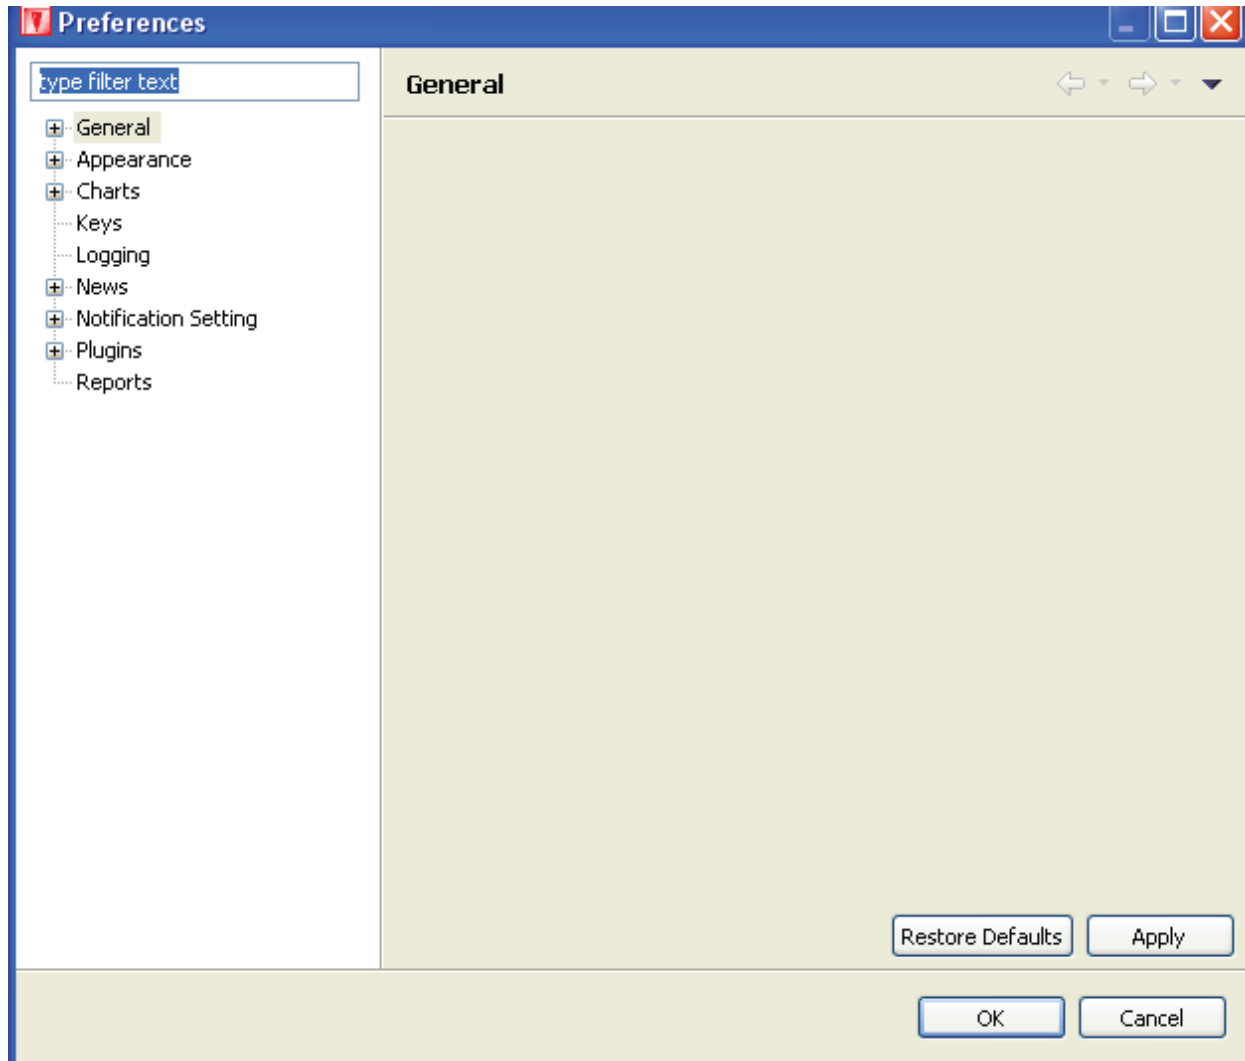 Preferences
type filter text
General
General
Appearance
Charts
Keys
Logging
News
Notification Setting
Plugins
Reports
Restore Defaults
Apply
OK
Cancel